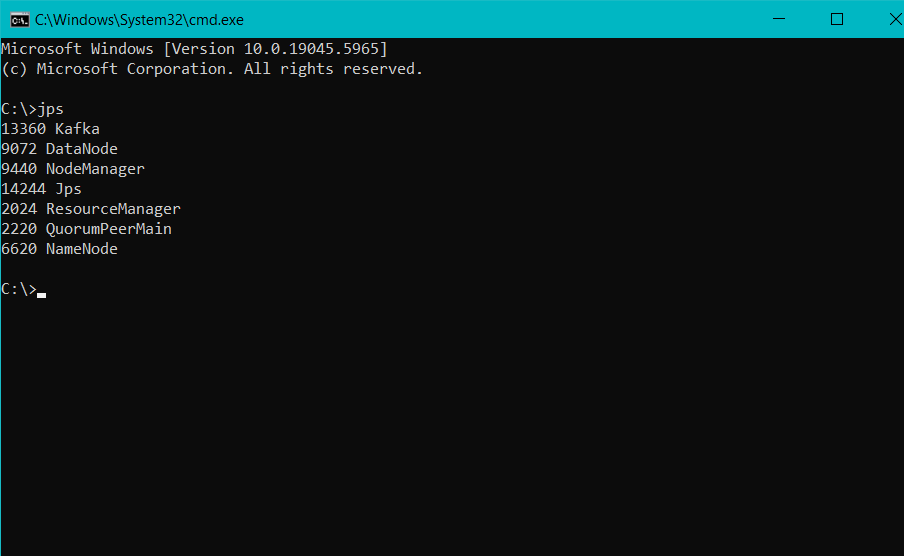 C:\Windows\System32\cmd.exe
Microsoft Windows [Version 10.0.19045.5965]
(c) Microsoft Corporation. All rights reserved.
C:\>jps
13360 Kafka
9072 DataNode
9440 NodeManager
14244 Jps
2024 ResourceManager
2220 QuorumPeerMain
6620 NameNode
C:\>